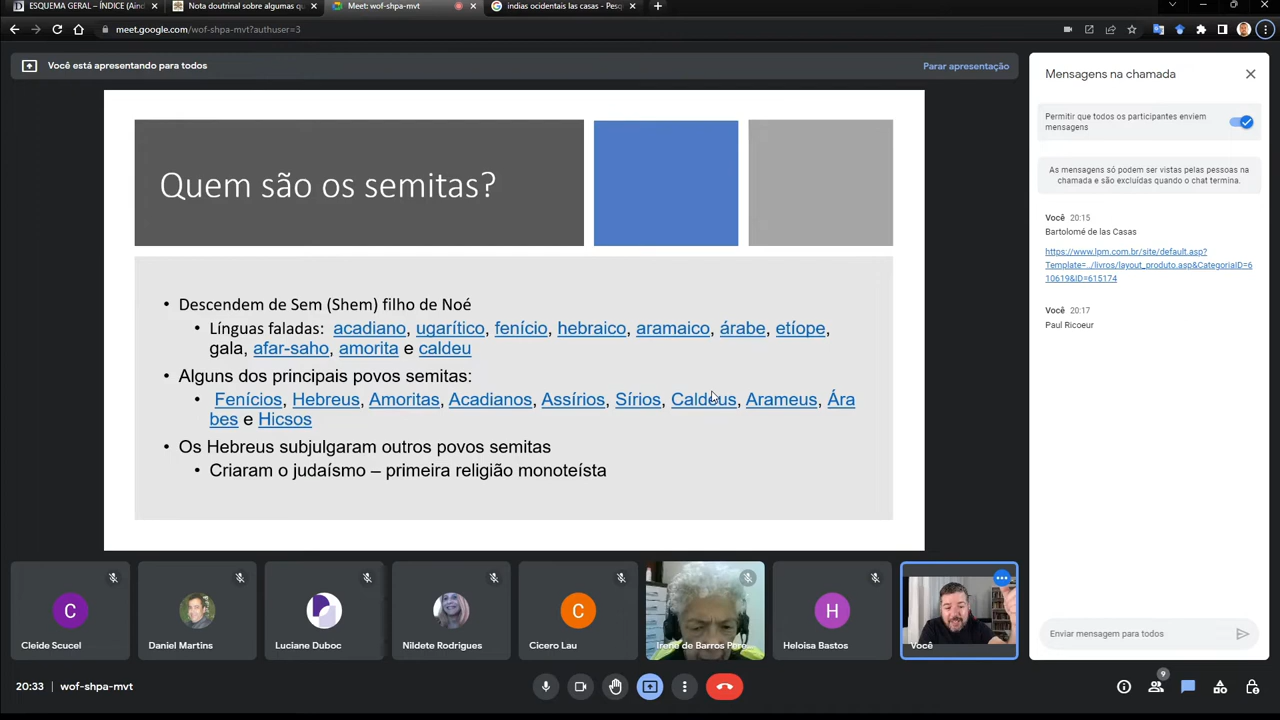 ESQUEMA GERAL – ÍNDICE (Aind
Nota doutrinal sobre algumas qu
Meet: wof-shpa-mvt
indias ocidentais las casas - Pesq
meet.google.com/wof-shpa-mvt?authuser=3
Você está apresentando para todos
Parar apresentação
Quem são os semitas?
• Descendem de Sem (Shem) filho de Noé
• Línguas faladas: acadiano, ugarítico, fenício, hebraico, aramaico, árabe, etíope,
gala, afar-saho, amorita e caldeu
• Alguns dos principais povos semitas:
• Fenícios, Hebreus, Amoritas, Acadianos, Assírios, Sírios, Caldeus, Arameus, Ára
bes e Hicsos
• Os Hebreus subjulgaram outros povos semitas
• Criaram o judaísmo – primeira religião monoteísta
Mensagens na chamada
Permitir que todos os participantes enviem
mensagens
As mensagens só podem ser vistas pelas pessoas na
chamada e são excluídas quando o chat termina.
Você 20:15
Bartolomé de las Casas
https://www.lpm.com.br/site/default.asp?
Template=../livros/layout_produto.asp&CategoriaID=6
10619&ID=615174
Você 20:17
Paul Ricoeur
Enviar mensagem para todos
C
C
H
Cleido Scucel
Daniel Martins
Luciane Duboc
Nildete Rodrigues
Cicero Lau
Irene de Barros Pere...
Heloisa Bastos
Você
20:33 | wof-shpa-mvt
9